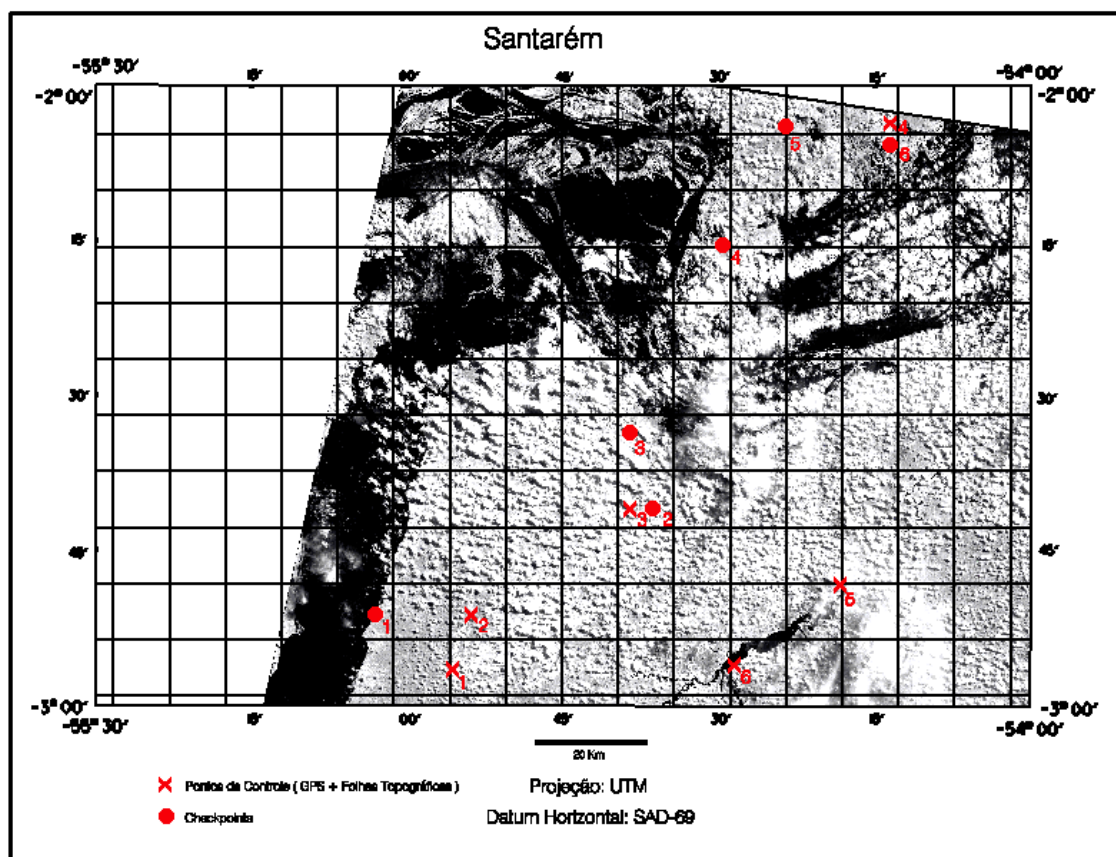 Santarém
-55° 30′ 15′ 00′ 45′ 30′ 15′ -54° 00′
-2° 00′ -2° 00′
4
5
6
15′ 15′
4
30′ 30′
3
3 2
45′ 45′
5
1 2
6
1
-3° 00′ -3° 00′
-55° 30′ 15′ 00′ 45′ 30′ 15′ -54° 00′
20 Km
Pontos de Controle ( GPS + Folhas Topográficas ) Projeção: UTM
Checkpoints Datum Horizontal: SAD-69